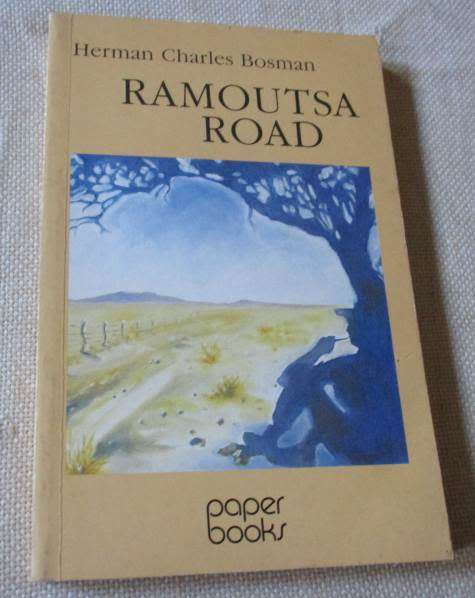 Herman Charles Bosman
RAMOUTSA
ROAD
paper
books